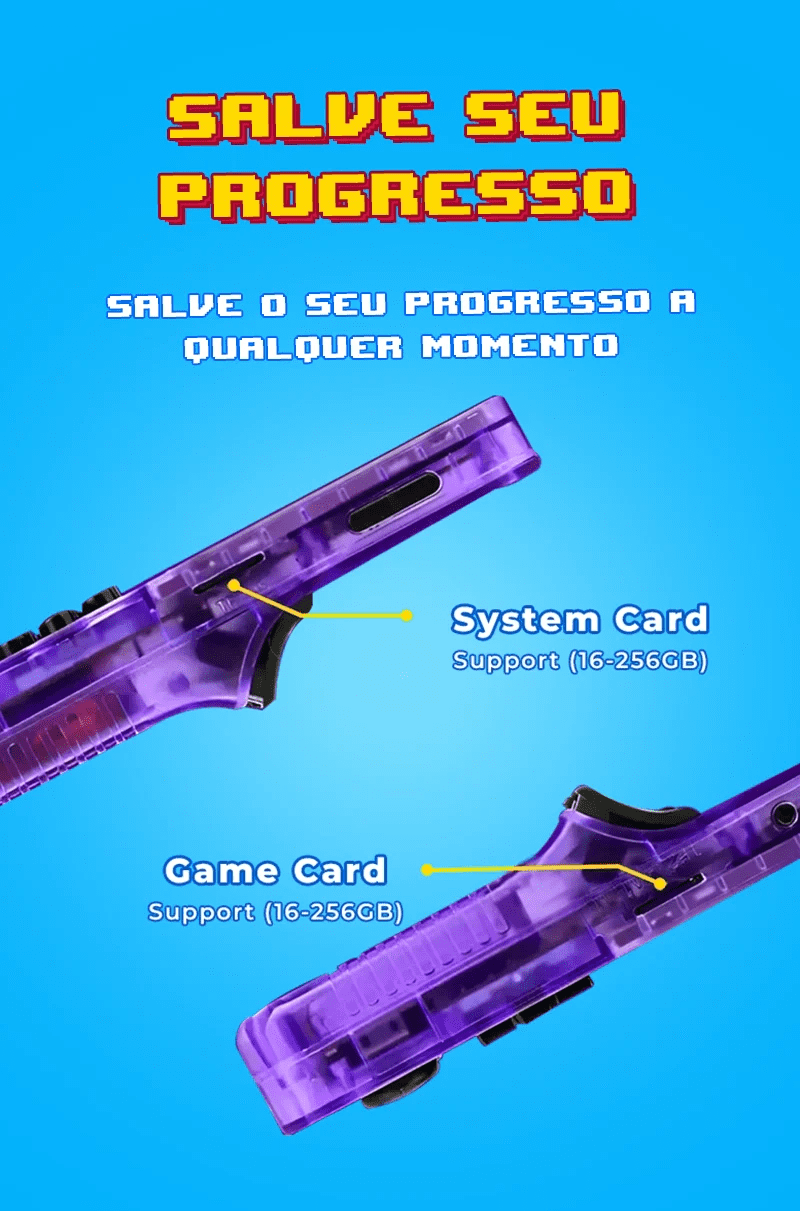 SALVE SEU
PROGRESSO
SALVE O SEU PROGRESSO A
QUALQUER MOMENTO
System Card
Support (16-256GB)
Game Card
Support (16-256GB)